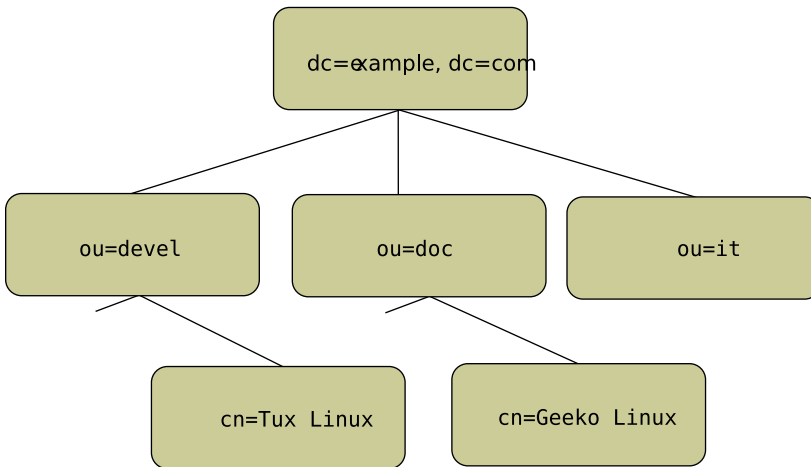 dc=example, dc=com
ou=devel
ou=doc
ou=it
cn=Tux Linux
cn=Geeko Linux